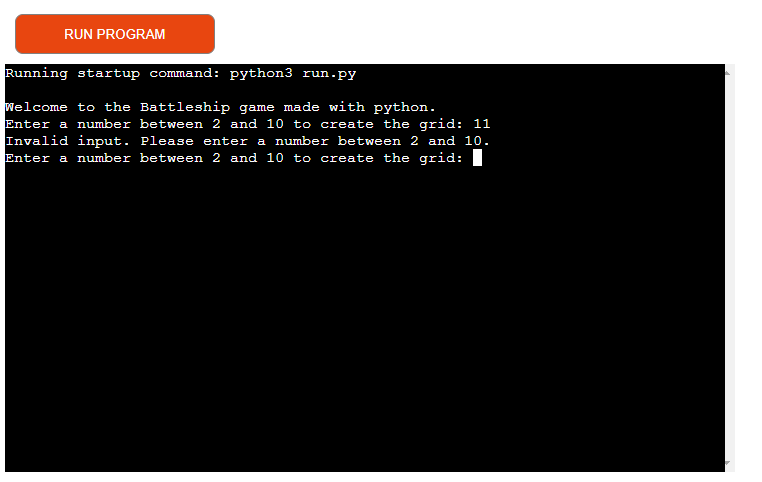 RUN PROGRAM
Running startup command: python3 run.py
Welcome to the Battleship game made with python.
Enter a number between 2 and 10 to create the grid: 11
Invalid input. Please enter a number between 2 and 10.
Enter a number between 2 and 10 to create the grid: